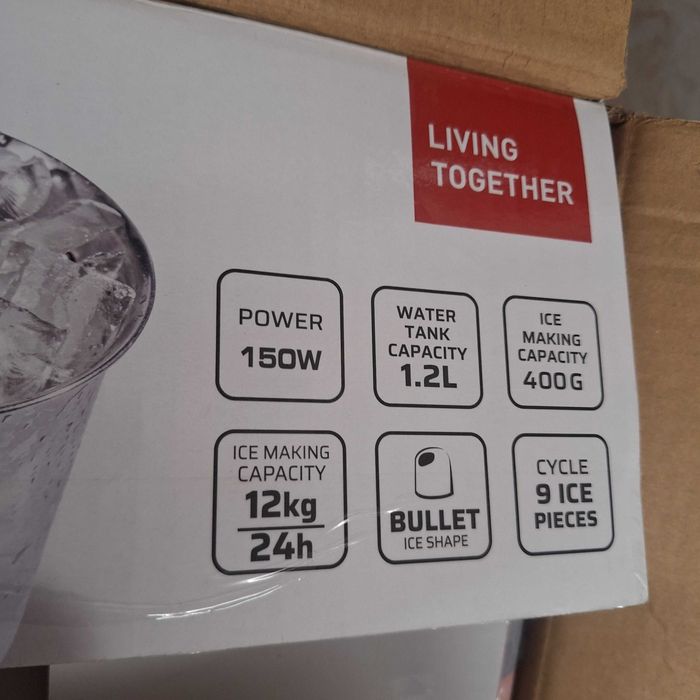 LIVING
TOGETHER
POWER
150W
WATER
TANK
CAPACITY
1.2L
ICE
MAKING
CAPACITY
400G
ICE MAKING
CAPACITY
12kg
24h
BULLET
ICE SHAPE
CYCLE
9 ICE
PIECES